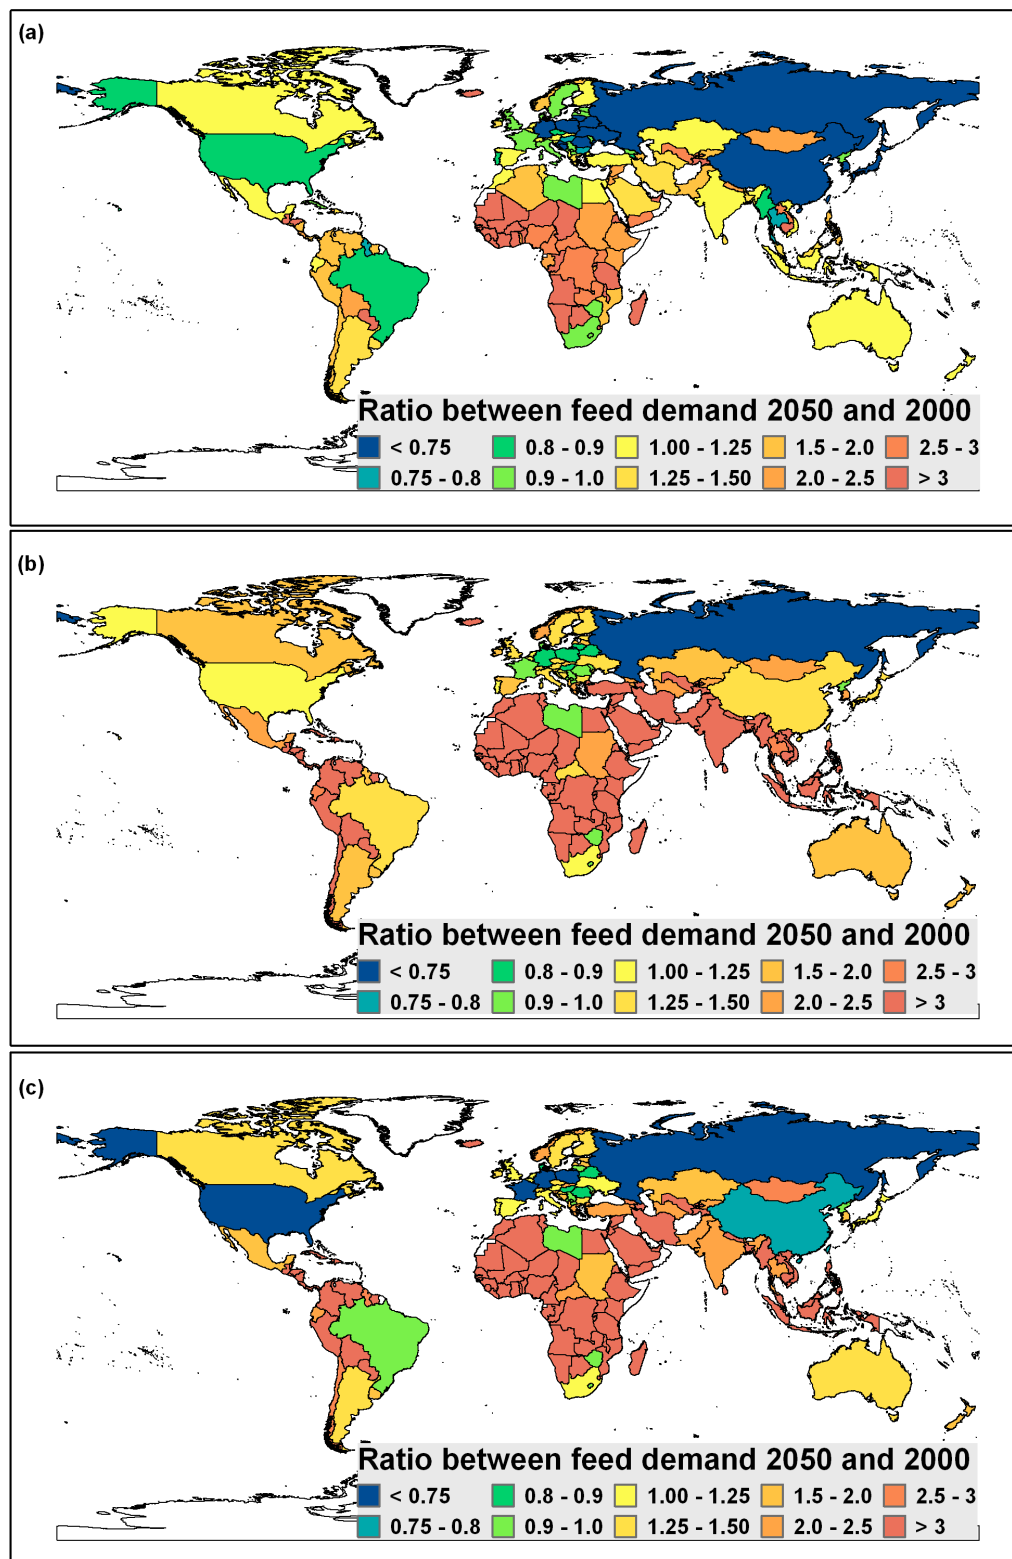 (a)
Ratio between feed demand 2050 and 2000
< 0.75 0.8 - 0.9 1.00 - 1.25 1.5 - 2.0 2.5 - 3
0.75 - 0.8 0.9 - 1.0 1.25 - 1.50 2.0 - 2.5 > 3
(b)
Ratio between feed demand 2050 and 2000
< 0.75 0.8 - 0.9 1.00 - 1.25 1.5 - 2.0 2.5 - 3
0.75 - 0.8 0.9 - 1.0 1.25 - 1.50 2.0 - 2.5 > 3
(c)
Ratio between feed demand 2050 and 2000
< 0.75 0.8 - 0.9 1.00 - 1.25 1.5 - 2.0 2.5 - 3
0.75 - 0.8 0.9 - 1.0 1.25 - 1.50 2.0 - 2.5 > 3